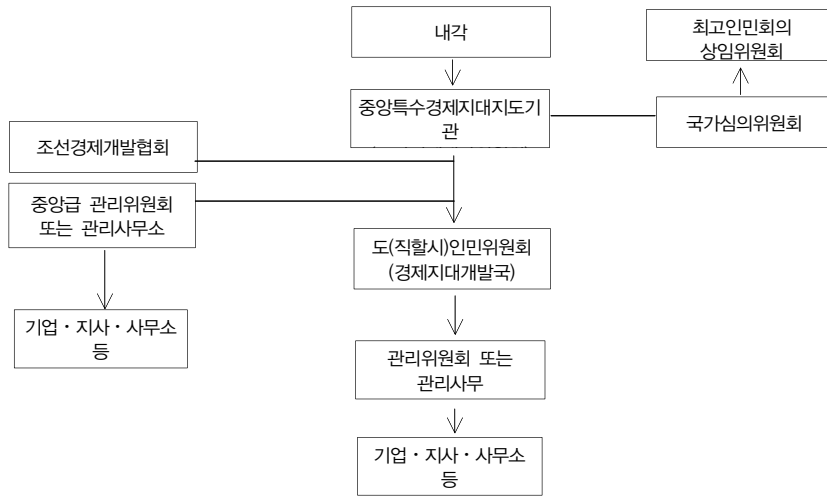 내각
최고인민회의
상임위원회
중앙특수경제지대지도기
관
국가심의위원회
조선경제개발협회
중앙급 관리위원회
또는 관리사무소
도(직할시)인민위원회
(경제지대개발국)
기업・지사・사무소
등
관리위원회 또는
관리사무
기업・지사・사무소
등